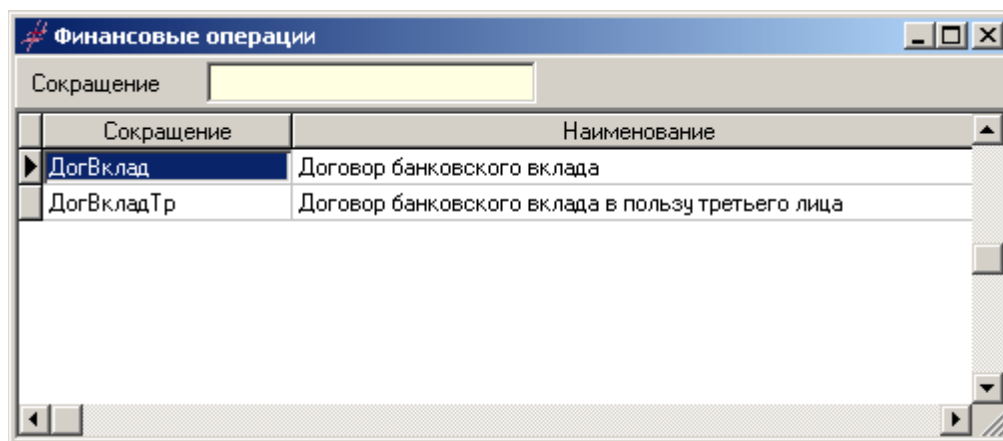 Финансовые операции
Сокращение
Сокращение Наименование
ДогВклад Договор банковского вклада
ДогВкладТр Договор банковского вклада в пользу третьего лица